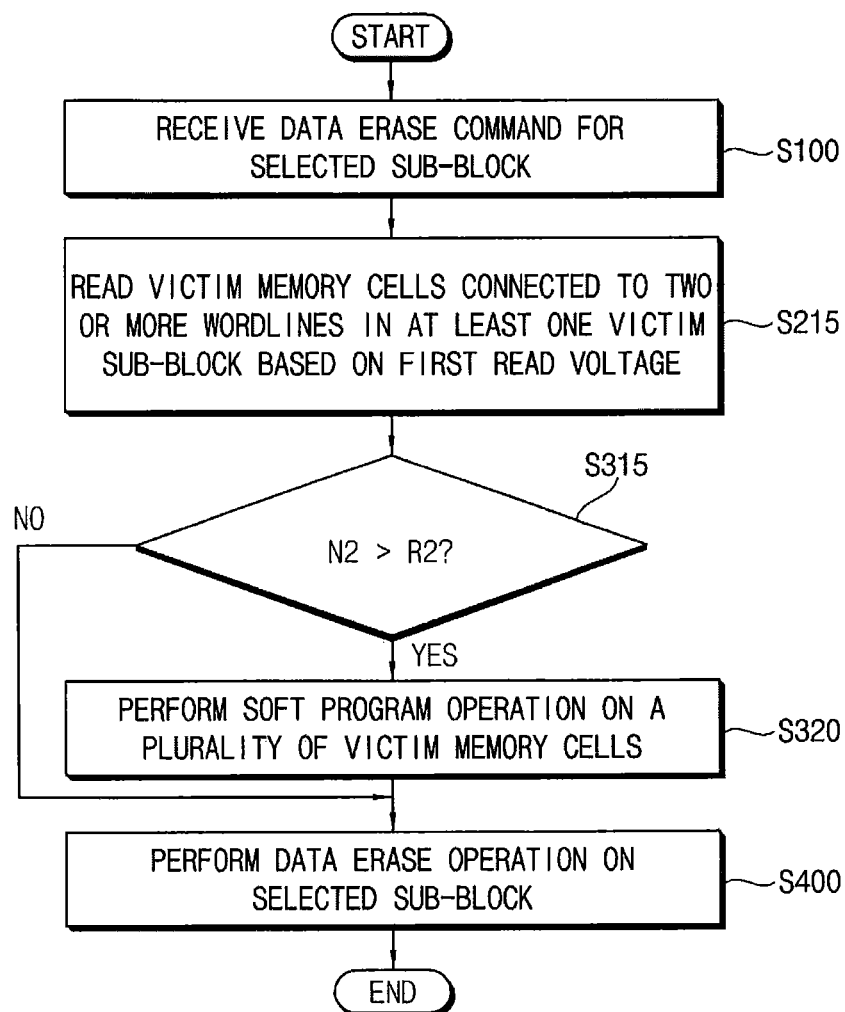 START
RECEIVE DATA ERASE COMMAND FOR
SELECTED SUB-BLOCK
S100
READ VICTIM MEMORY CELLS CONNECTED TO TWO
OR MORE WORDLINES IN AT LEAST ONE VICTIM
SUB-BLOCK BASED ON FIRST READ VOLTAGE
S215
S315
NO
N2 > R2?
YES
PERFORM SOFT PROGRAM OPERATION ON A
PLURALITY OF VICTIM MEMORY CELLS
S320
PERFORM DATA ERASE OPERATION ON
SELECTED SUB-BLOCK
S400
END